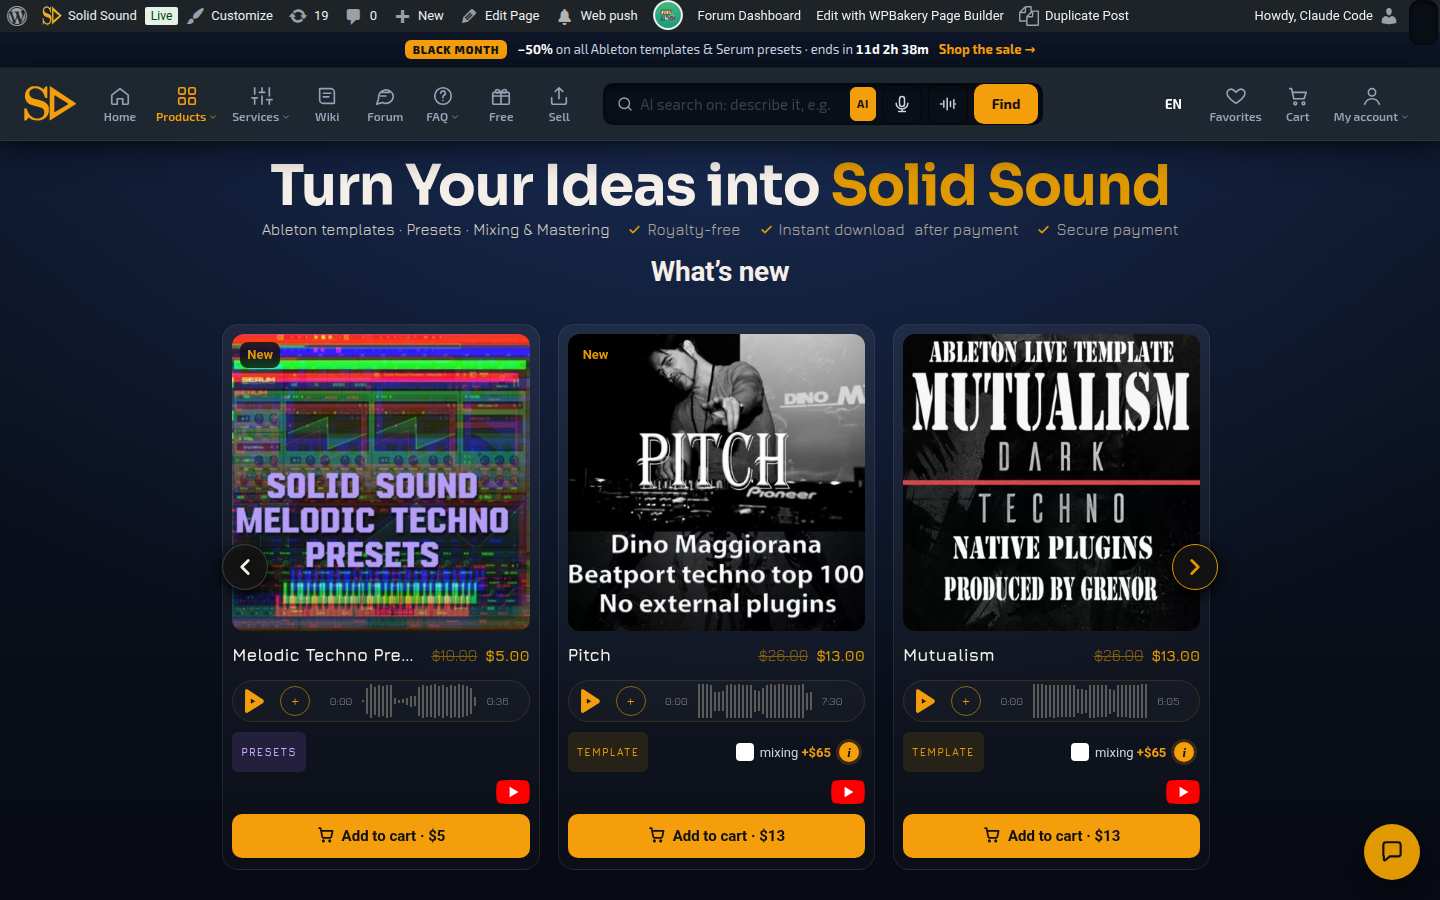 Solid Sound Live Customize 19 0 New Edit Page Web push Forum Dashboard Edit with WPBakery Page Builder Duplicate Post Howdy, Claude Code
BLACK MONTH −50% on all Ableton templates & Serum presets · ends in 11d 2h 38m Shop the sale →
Home Products Services Wiki Forum FAQ Free Sell
AI search on: describe it, e.g. AI Find
EN Favorites Cart My account
Turn Your Ideas into Solid Sound
Ableton templates · Presets · Mixing & Mastering ✓ Royalty-free ✓ Instant download after payment ✓ Secure payment
What’s new
New
SERUM
SOLID SOUND
MELODIC TECHNO
PRESETS
Melodic Techno Pre... $10.00 $5.00
+ 0:00 0:36
PRESETS
Add to cart · $5
New
DINO M
PITCH
Pioneer
Dino Maggiorana
Beatport techno top 100
No external plugins
Pitch $26.00 $13.00
+ 0:00 7:30
TEMPLATE mixing +$65 i
Add to cart · $13
ABLETON LIVE TEMPLATE
MUTUALISM
DARK
TECHNO
NATIVE PLUGINS
PRODUCED BY GRENOR
Mutualism $26.00 $13.00
+ 0:00 6:05
TEMPLATE mixing +$65 i
Add to cart · $13